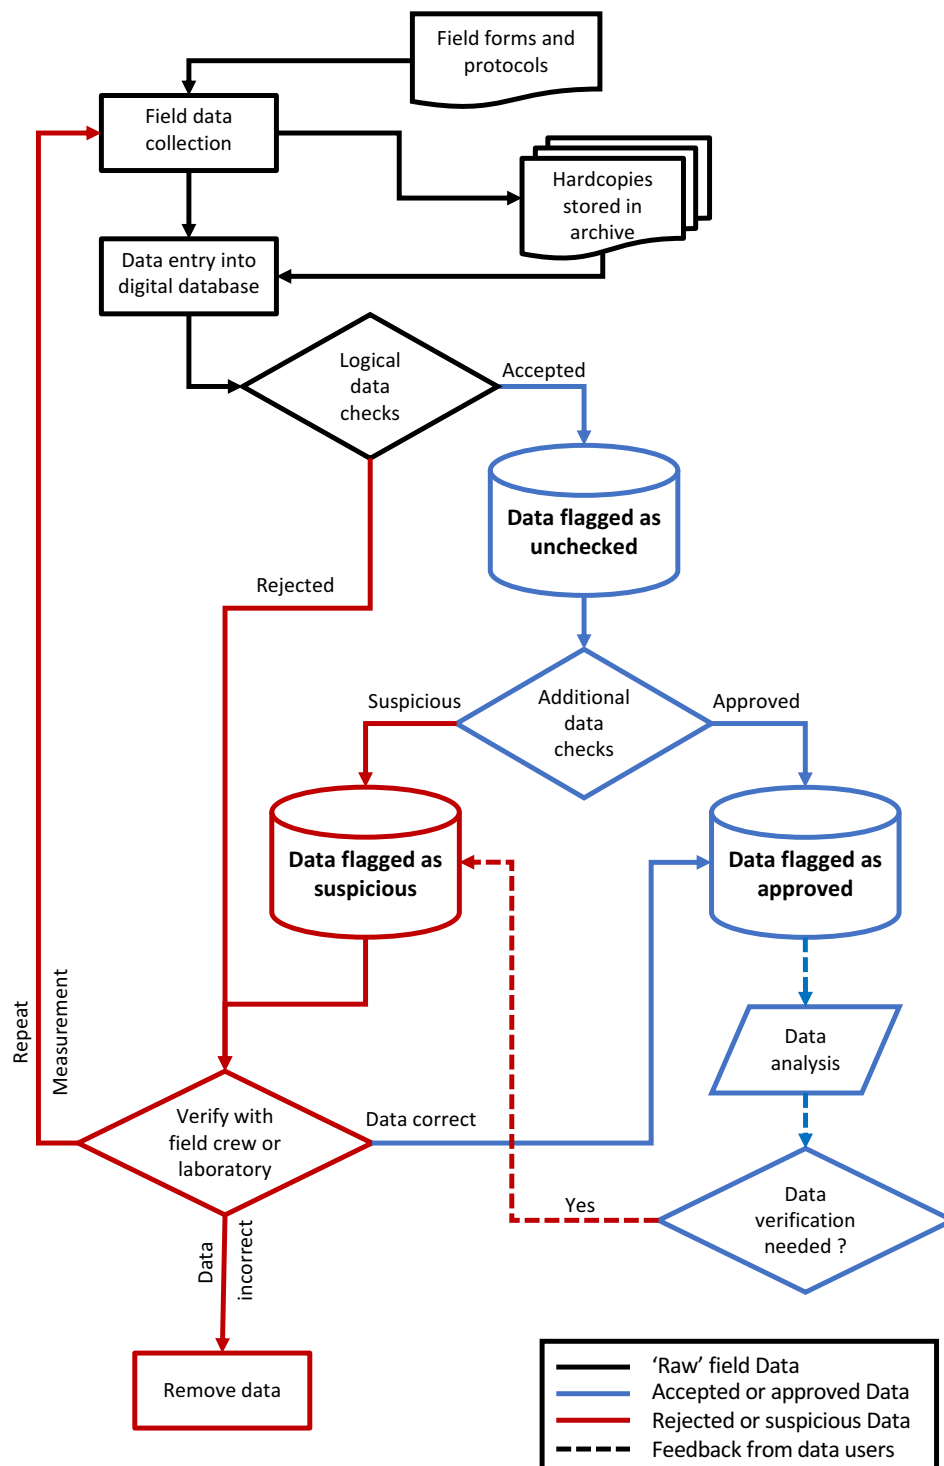 Field forms and
protocols
Field data
collection
Hardcopies
stored in
archive
Data entry into
digital database
Logical
data
checks
Accepted
Data flagged as
unchecked
Rejected
Suspicious
Additional
data
checks
Approved
Data flagged as
suspicious
Data flagged as
approved
Repeat
Measurement
Data
analysis
Verify with
field crew or
laboratory
Data correct
Yes
Data
verification
needed ?
Data
incorrect
Remove data
‘Raw’ field Data
Accepted or approved Data
Rejected or suspicious Data
Feedback from data users